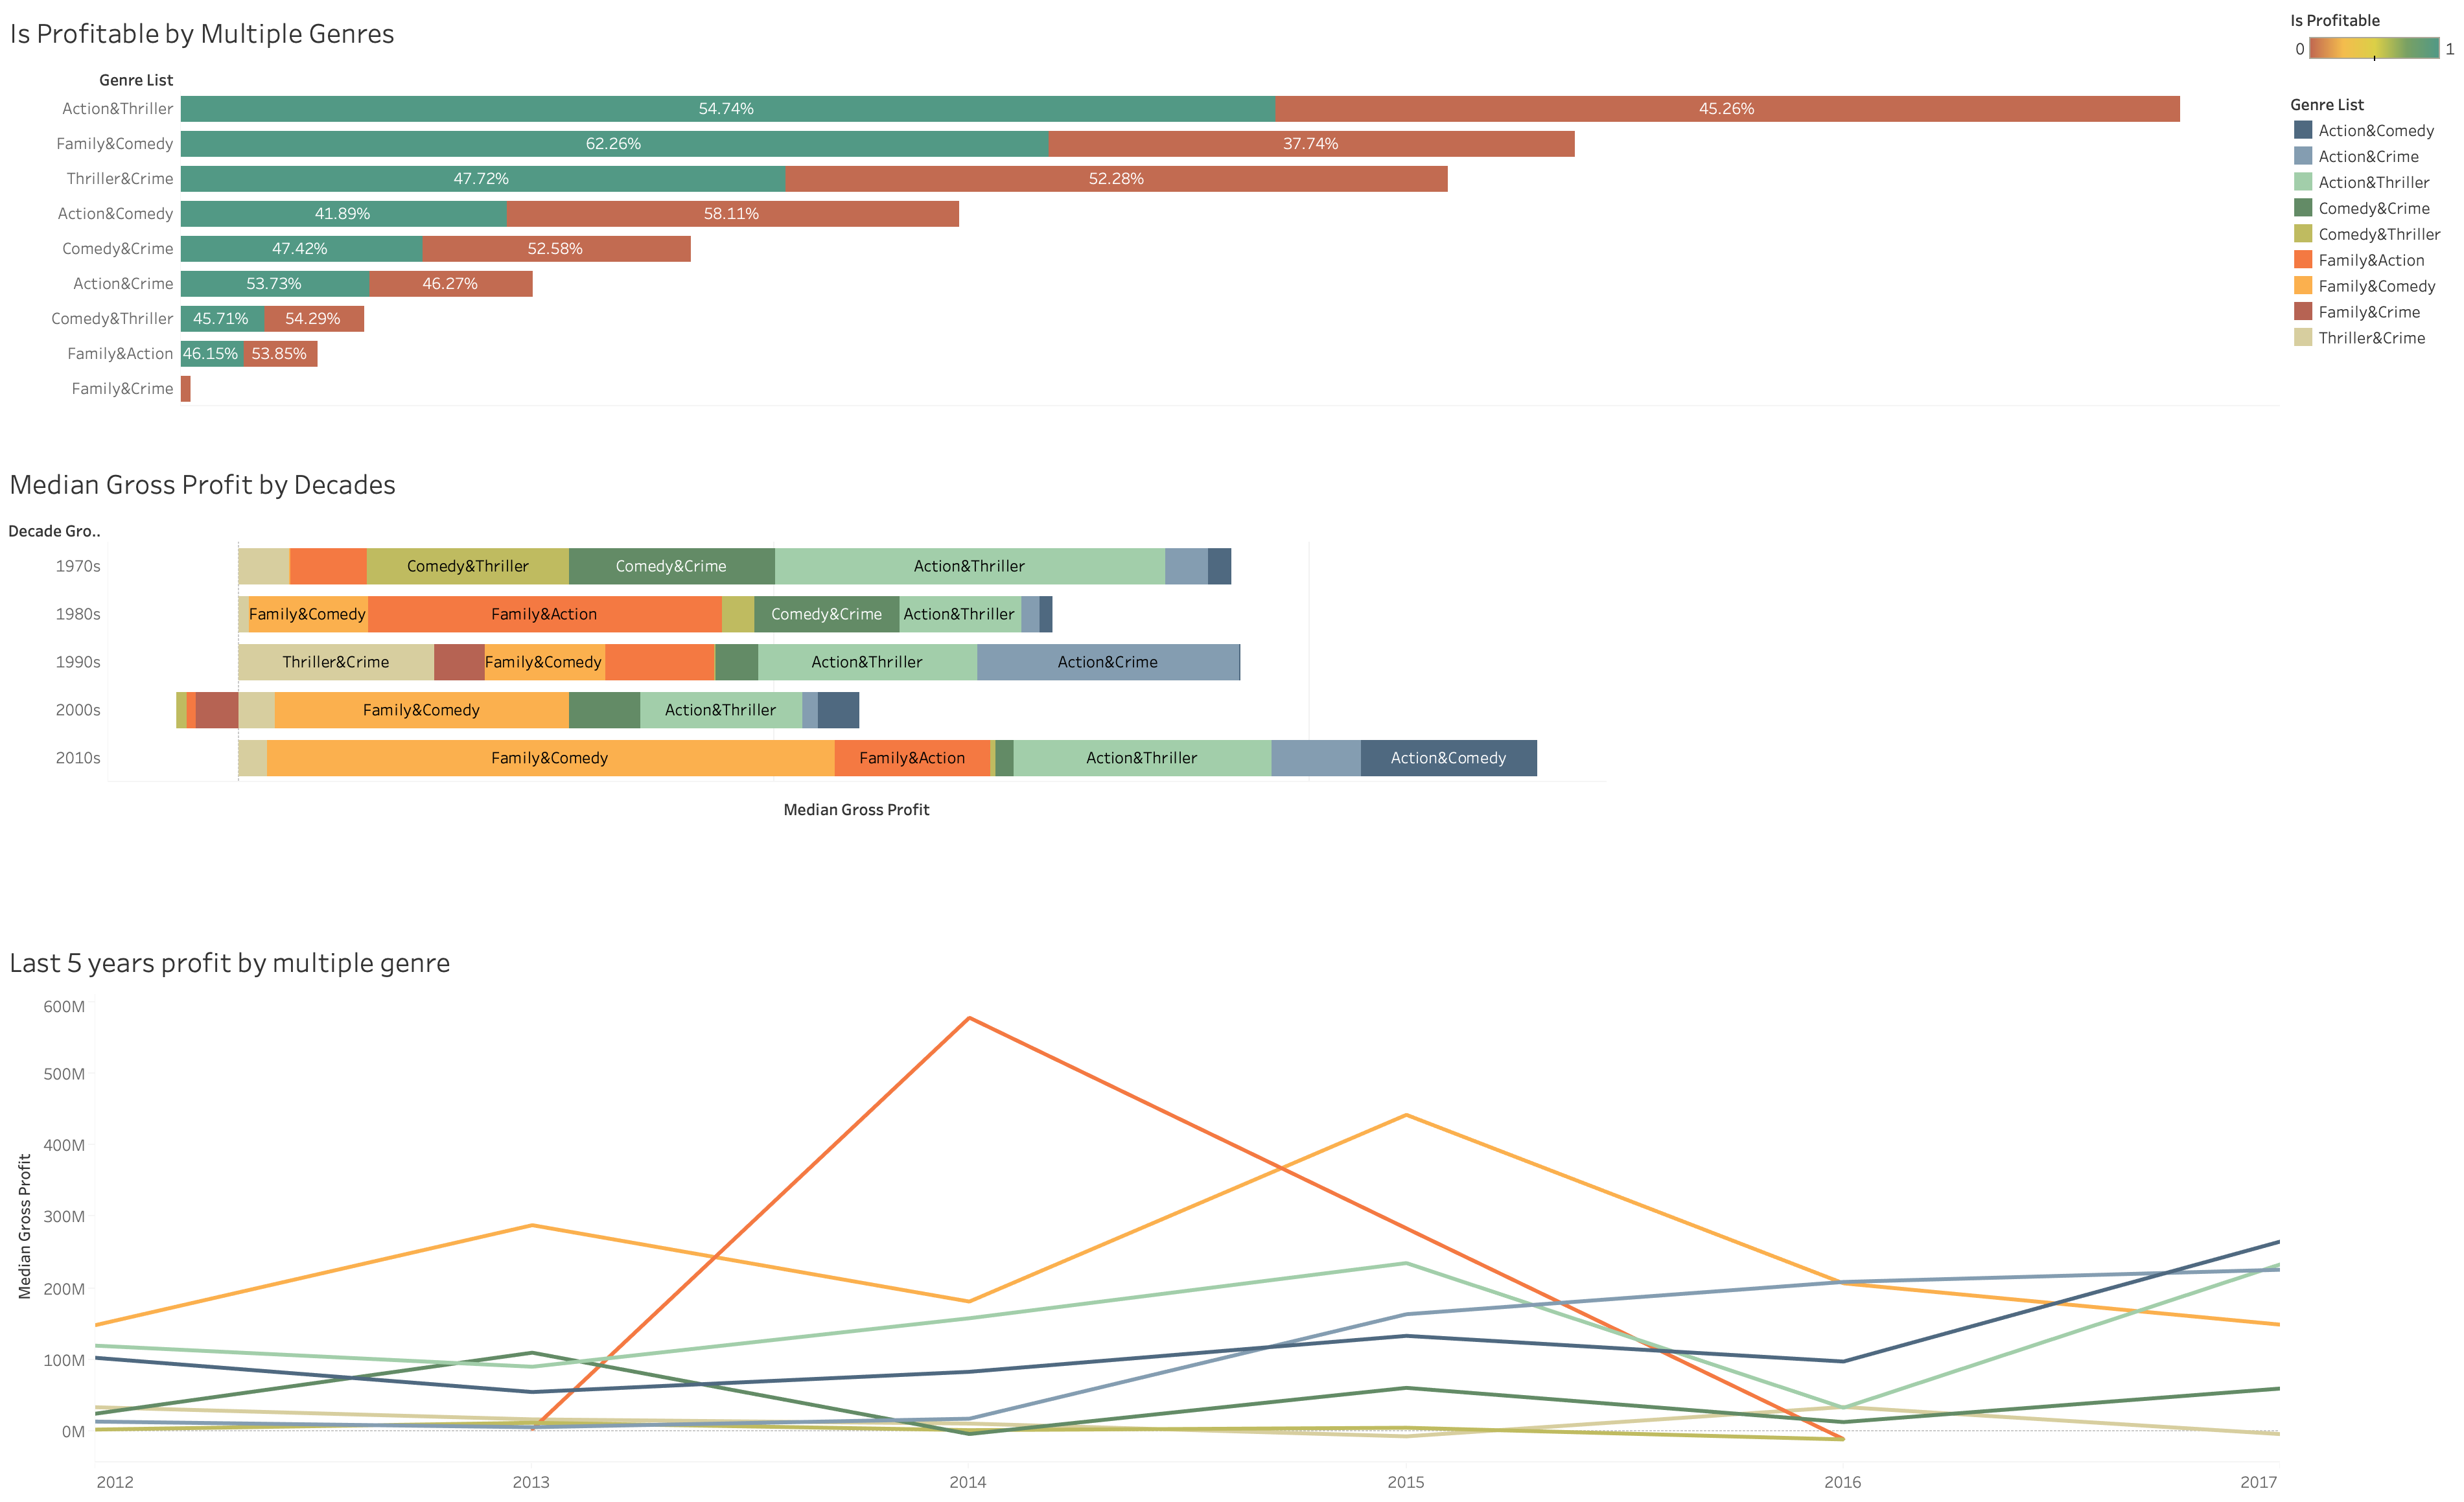 Is Profitable by Multiple Genres
Genre List
Action&Thriller 54.74% 45.26%
Family&Comedy 62.26% 37.74%
Thriller&Crime 47.72% 52.28%
Action&Comedy 41.89% 58.11%
Comedy&Crime 47.42% 52.58%
Action&Crime 53.73% 46.27%
Comedy&Thriller 45.71% 54.29%
Family&Action 46.15% 53.85%
Family&Crime
Is Profitable
0 1
Genre List
Action&Comedy
Action&Crime
Action&Thriller
Comedy&Crime
Comedy&Thriller
Family&Action
Family&Comedy
Family&Crime
Thriller&Crime
Median Gross Profit by Decades
Decade Gro..
1970s Comedy&Thriller Comedy&Crime Action&Thriller
1980s Family&Comedy Family&Action Comedy&Crime Action&Thriller
1990s Thriller&Crime Family&Comedy Action&Thriller Action&Crime
2000s Family&Comedy Action&Thriller
2010s Family&Comedy Family&Action Action&Thriller Action&Comedy
Median Gross Profit
Last 5 years profit by multiple genre
Median Gross Profit
600M
500M
400M
300M
200M
100M
0M
2012 2013 2014 2015 2016 2017